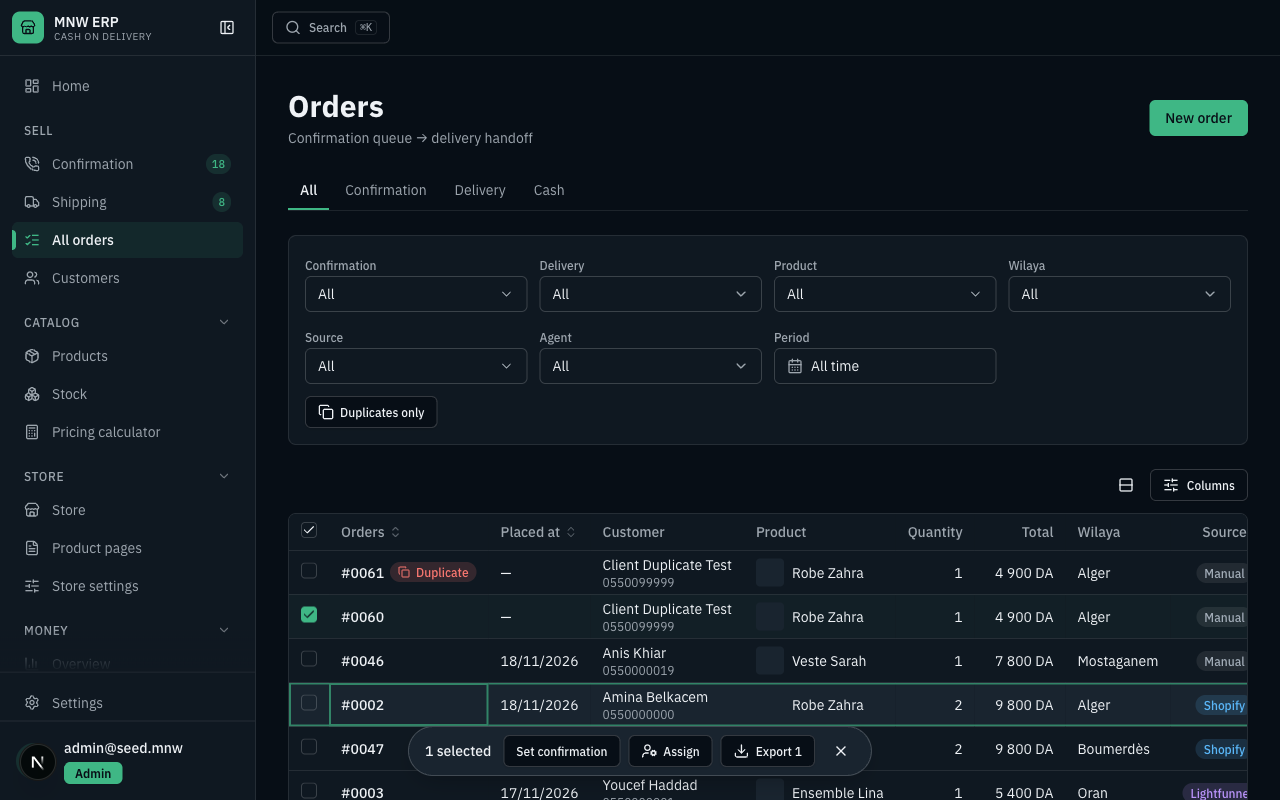 MNW ERP
CASH ON DELIVERY
Search ⌘K
Home
SELL
Confirmation 18
Shipping 8
All orders
Customers
CATALOG
Products
Stock
Pricing calculator
STORE
Store
Product pages
Store settings
MONEY
Overview
Settings
N
admin@seed.mnw
Admin
Orders
Confirmation queue → delivery handoff
New order
All Confirmation Delivery Cash
Confirmation Delivery Product Wilaya
All All All All
Source Agent Period
All All All time
Duplicates only
Columns
Orders Placed at Customer Product Quantity Total Wilaya Source
#0061 Duplicate — Client Duplicate Test 0550099999 Robe Zahra 1 4 900 DA Alger Manual
#0060 — Client Duplicate Test 0550099999 Robe Zahra 1 4 900 DA Alger Manual
#0046 18/11/2026 Anis Khiar 0550000019 Veste Sarah 1 7 800 DA Mostaganem Manual
#0002 18/11/2026 Amina Belkacem 0550000000 Robe Zahra 2 9 800 DA Alger Shopify
#0047 2 9 800 DA Boumerdès Shopify
1 selected Set confirmation Assign Export 1
#0003 17/11/2026 Youcef Haddad Ensemble Lina 1 5 400 DA Oran Lightfunne